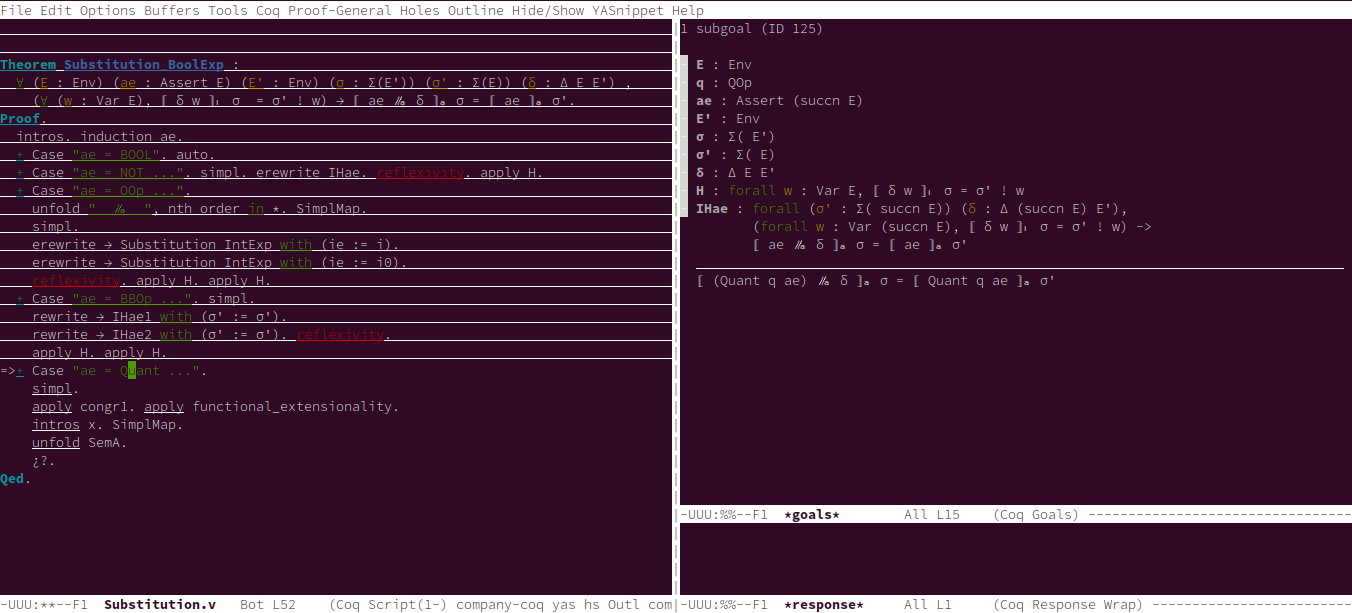 File Edit Options Buffers Tools Coq Proof-General Holes Outline Hide/Show YASnippet Help
Theorem Substitution_BoolExp :
∀ (E : Env) (ae : Assert E) (E' : Env) (σ : Σ(E')) (σ' : Σ(E)) (δ : Δ E E') ,
(∀ (w : Var E), ⟦ δ w ⟧ᵢ σ = σ' ! w) → ⟦ ae ⫽ₐ δ ⟧ₐ σ = ⟦ ae ⟧ₐ σ'.
Proof.
intros. induction ae.
+ Case "ae = BOOL". auto.
+ Case "ae = NOT ...". simpl. erewrite IHae. reflexivity. apply H.
+ Case "ae = OOp ...".
unfold "_ ⫽ₐ _", nth_order in *. SimplMap.
simpl.
erewrite → Substitution_IntExp with (ie := i).
erewrite → Substitution_IntExp with (ie := i0).
reflexivity. apply H. apply H.
+ Case "ae = BBOp ...". simpl.
rewrite → IHae1 with (σ' := σ').
rewrite → IHae2 with (σ' := σ'). reflexivity.
apply H. apply H.
=>+ Case "ae = Quant ...".
simpl.
apply congr1. apply functional_extensionality.
intros x. SimplMap.
unfold SemA.
¿?.
Qed.
-UUU:**--F1 Substitution.v Bot L52 (Coq Script(1-) company-coq yas hs Outl com
1 subgoal (ID 125)
E : Env
q : QOp
ae : Assert (succn E)
E' : Env
σ : Σ( E')
σ' : Σ( E)
δ : Δ E E'
H : forall w : Var E, ⟦ δ w ⟧ᵢ σ = σ' ! w
IHae : forall (σ' : Σ( succn E)) (δ : Δ (succn E) E'),
(forall w : Var (succn E), ⟦ δ w ⟧ᵢ σ = σ' ! w) ->
⟦ ae ⫽ₐ δ ⟧ₐ σ = ⟦ ae ⟧ₐ σ'
⟦ (Quant q ae) ⫽ₐ δ ⟧ₐ σ = ⟦ Quant q ae ⟧ₐ σ'
-UUU:%%--F1 *goals* All L15 (Coq Goals) ---------------------------------
-UUU:%%--F1 *response* All L1 (Coq Response Wrap) -------------------------